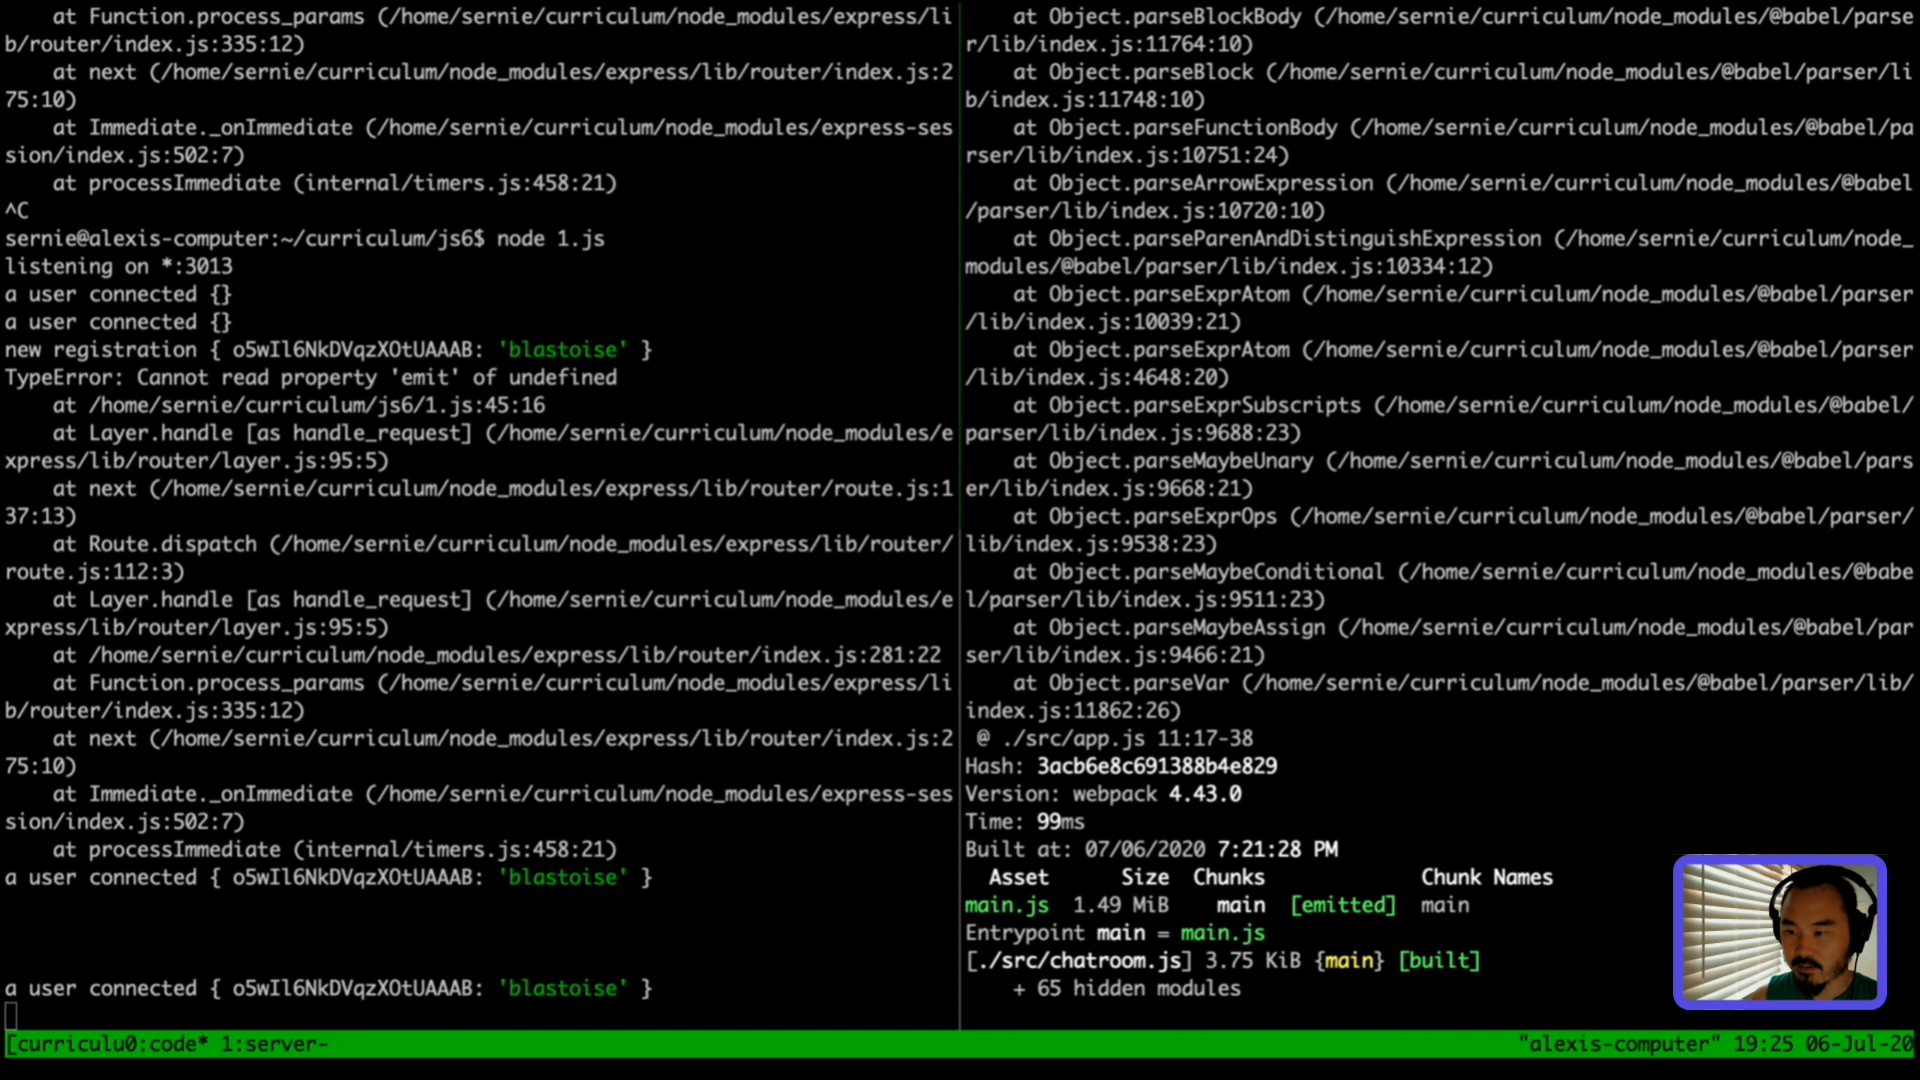 at Function.process_params (/home/sernie/curriculum/node_modules/express/li
b/router/index.js:335:12)
    at next (/home/sernie/curriculum/node_modules/express/lib/router/index.js:2
75:10)
    at Immediate._onImmediate (/home/sernie/curriculum/node_modules/express-ses
sion/index.js:502:7)
    at processImmediate (internal/timers.js:458:21)
^C
sernie@alexis-computer:~/curriculum/js6$ node 1.js
listening on *:3013
a user connected {}
a user connected {}
new registration { o5wIl6NkDVqzXOtUAAAB: 'blastoise' }
TypeError: Cannot read property 'emit' of undefined
    at /home/sernie/curriculum/js6/1.js:45:16
    at Layer.handle [as handle_request] (/home/sernie/curriculum/node_modules/e
xpress/lib/router/layer.js:95:5)
    at next (/home/sernie/curriculum/node_modules/express/lib/router/route.js:1
37:13)
    at Route.dispatch (/home/sernie/curriculum/node_modules/express/lib/router/
route.js:112:3)
    at Layer.handle [as handle_request] (/home/sernie/curriculum/node_modules/e
xpress/lib/router/layer.js:95:5)
    at /home/sernie/curriculum/node_modules/express/lib/router/index.js:281:22
    at Function.process_params (/home/sernie/curriculum/node_modules/express/li
b/router/index.js:335:12)
    at next (/home/sernie/curriculum/node_modules/express/lib/router/index.js:2
75:10)
    at Immediate._onImmediate (/home/sernie/curriculum/node_modules/express-ses
sion/index.js:502:7)
    at processImmediate (internal/timers.js:458:21)
a user connected { o5wIl6NkDVqzXOtUAAAB: 'blastoise' }
a user connected { o5wIl6NkDVqzXOtUAAAB: 'blastoise' }
    at Object.parseBlockBody (/home/sernie/curriculum/node_modules/@babel/parse
r/lib/index.js:11764:10)
    at Object.parseBlock (/home/sernie/curriculum/node_modules/@babel/parser/li
b/index.js:11748:10)
    at Object.parseFunctionBody (/home/sernie/curriculum/node_modules/@babel/pa
rser/lib/index.js:10751:24)
    at Object.parseArrowExpression (/home/sernie/curriculum/node_modules/@babel
/parser/lib/index.js:10720:10)
    at Object.parseParenAndDistinguishExpression (/home/sernie/curriculum/node_
modules/@babel/parser/lib/index.js:10334:12)
    at Object.parseExprAtom (/home/sernie/curriculum/node_modules/@babel/parser
/lib/index.js:10039:21)
    at Object.parseExprAtom (/home/sernie/curriculum/node_modules/@babel/parser
/lib/index.js:4648:20)
    at Object.parseExprSubscripts (/home/sernie/curriculum/node_modules/@babel/
parser/lib/index.js:9688:23)
    at Object.parseMaybeUnary (/home/sernie/curriculum/node_modules/@babel/pars
er/lib/index.js:9668:21)
    at Object.parseExprOps (/home/sernie/curriculum/node_modules/@babel/parser/
lib/index.js:9538:23)
    at Object.parseMaybeConditional (/home/sernie/curriculum/node_modules/@babe
l/parser/lib/index.js:9511:23)
    at Object.parseMaybeAssign (/home/sernie/curriculum/node_modules/@babel/par
ser/lib/index.js:9466:21)
    at Object.parseVar (/home/sernie/curriculum/node_modules/@babel/parser/lib/
index.js:11862:26)
 @ ./src/app.js 11:17-38
Hash: 3acb6e8c691388b4e829
Version: webpack 4.43.0
Time: 99ms
Built at: 07/06/2020 7:21:28 PM
  Asset      Size  Chunks             Chunk Names
main.js  1.49 MiB    main  [emitted]  main
Entrypoint main = main.js
[./src/chatroom.js] 3.75 KiB {main} [built]
    + 65 hidden modules
[curriculu0:code* 1:server- "alexis-computer" 19:25 06-Jul-20